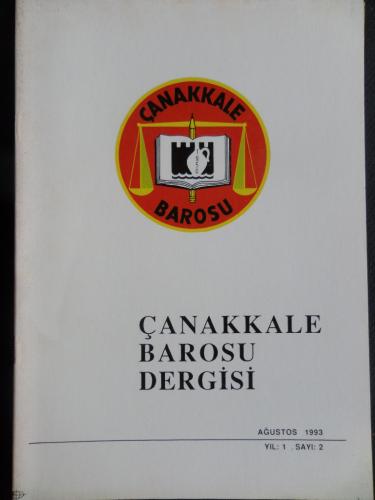 ÇANAKKALE
BAROSU
ÇANAKKALE
BAROSU
DERGİSİ
AĞUSTOS 1993
YIL: 1 . SAYI: 2